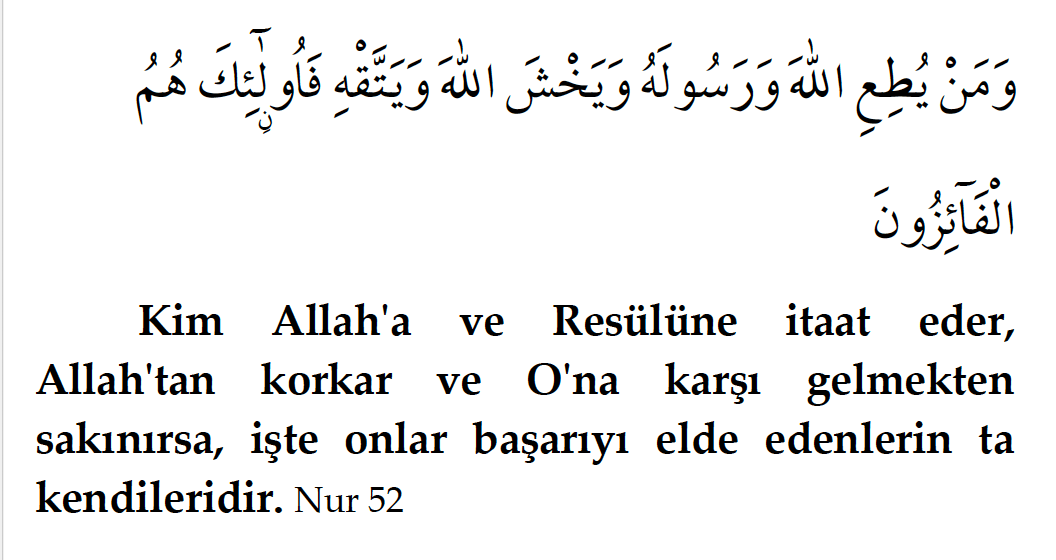 وَمَنْ يُطِعِ اللّٰهَ وَرَسُولَهُ وَيَخْشَ اللّٰهَ وَيَتَّقْهِ فَاُو۬لٰٓئِكَ هُمُ
الْفَٓائِزُونَ
Kim Allah'a ve Resülüne itaat eder,
Allah'tan korkar ve O'na karşı gelmekten
sakınırsa, işte onlar başarıyı elde edenlerin ta
kendileridir. Nur 52